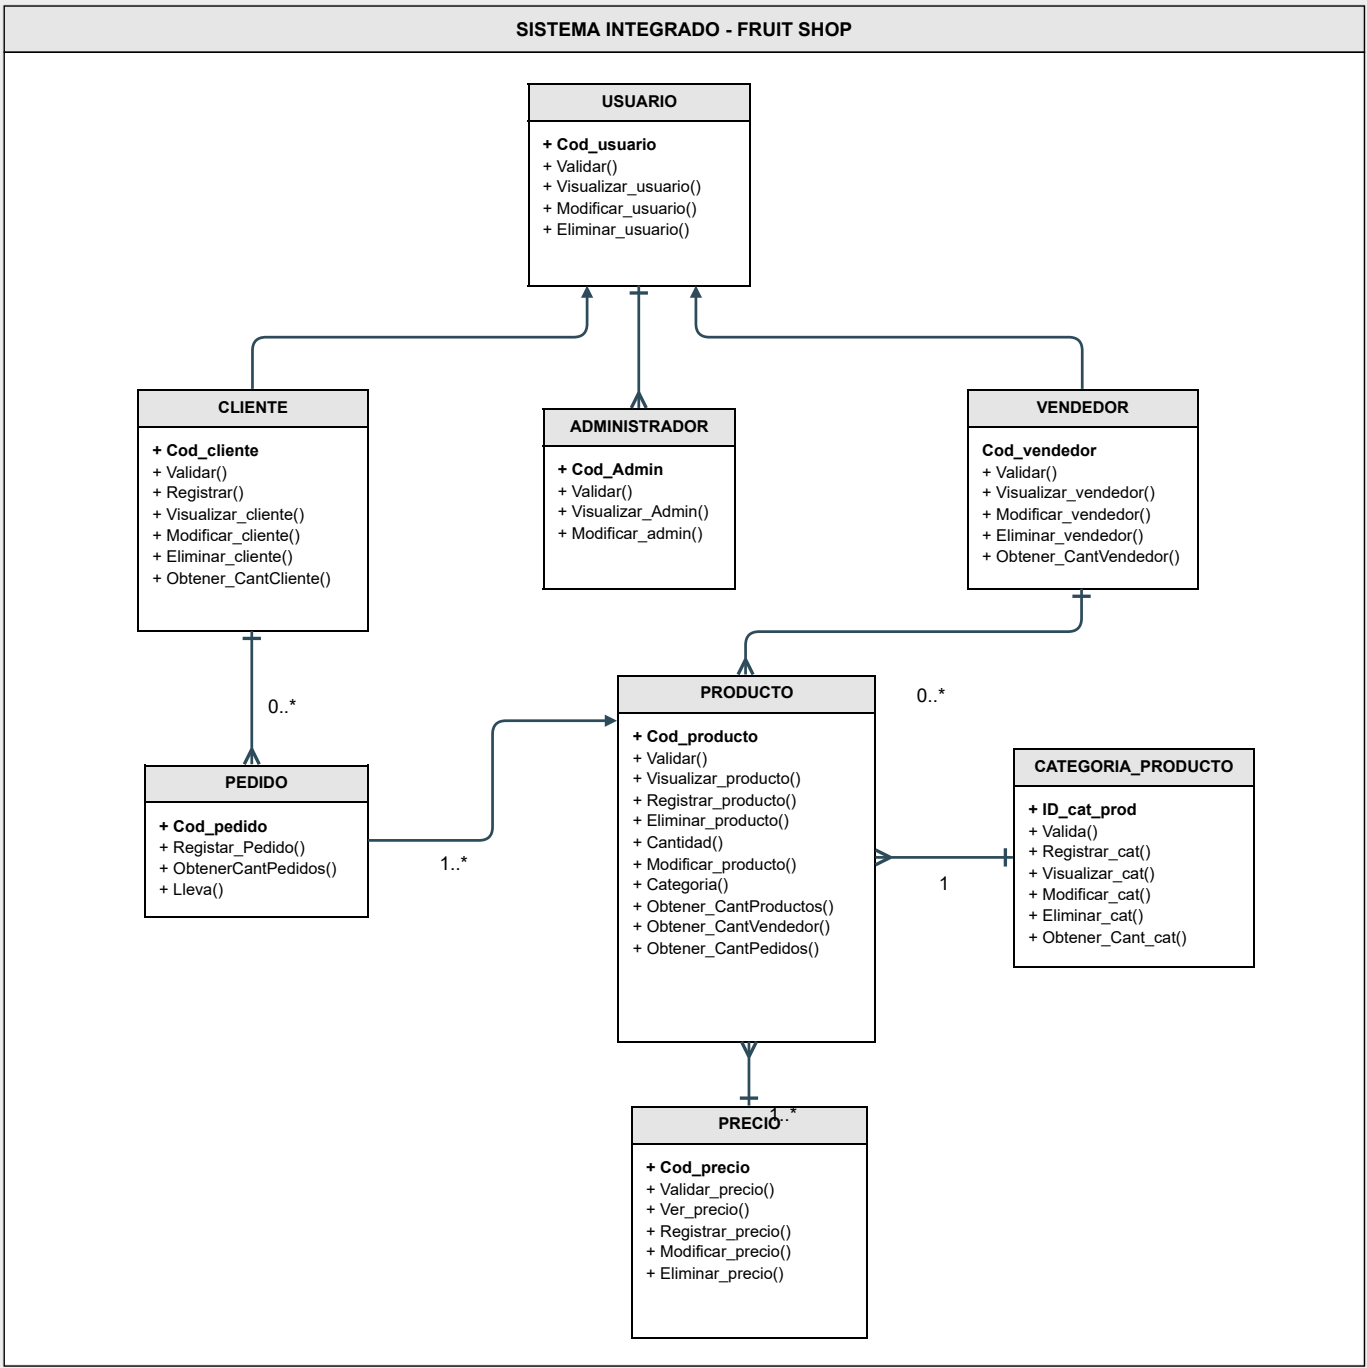 SISTEMA INTEGRADO - FRUIT SHOP
USUARIO
+ Cod_usuario
+ Validar()
+ Visualizar_usuario()
+ Modificar_usuario()
+ Eliminar_usuario()
CLIENTE
+ Cod_cliente
+ Validar()
+ Registrar()
+ Visualizar_cliente()
+ Modificar_cliente()
+ Eliminar_cliente()
+ Obtener_CantCliente()
ADMINISTRADOR
+ Cod_Admin
+ Validar()
+ Visualizar_Admin()
+ Modificar_admin()
VENDEDOR
Cod_vendedor
+ Validar()
+ Visualizar_vendedor()
+ Modificar_vendedor()
+ Eliminar_vendedor()
+ Obtener_CantVendedor()
0..*
0..*
PEDIDO
+ Cod_pedido
+ Registar_Pedido()
+ ObtenerCantPedidos()
+ Lleva()
1..*
PRODUCTO
+ Cod_producto
+ Validar()
+ Visualizar_producto()
+ Registrar_producto()
+ Eliminar_producto()
+ Cantidad()
+ Modificar_producto()
+ Categoria()
+ Obtener_CantProductos()
+ Obtener_CantVendedor()
+ Obtener_CantPedidos()
1
CATEGORIA_PRODUCTO
+ ID_cat_prod
+ Valida()
+ Registrar_cat()
+ Visualizar_cat()
+ Modificar_cat()
+ Eliminar_cat()
+ Obtener_Cant_cat()
1..*
PRECIO
+ Cod_precio
+ Validar_precio()
+ Ver_precio()
+ Registrar_precio()
+ Modificar_precio()
+ Eliminar_precio()